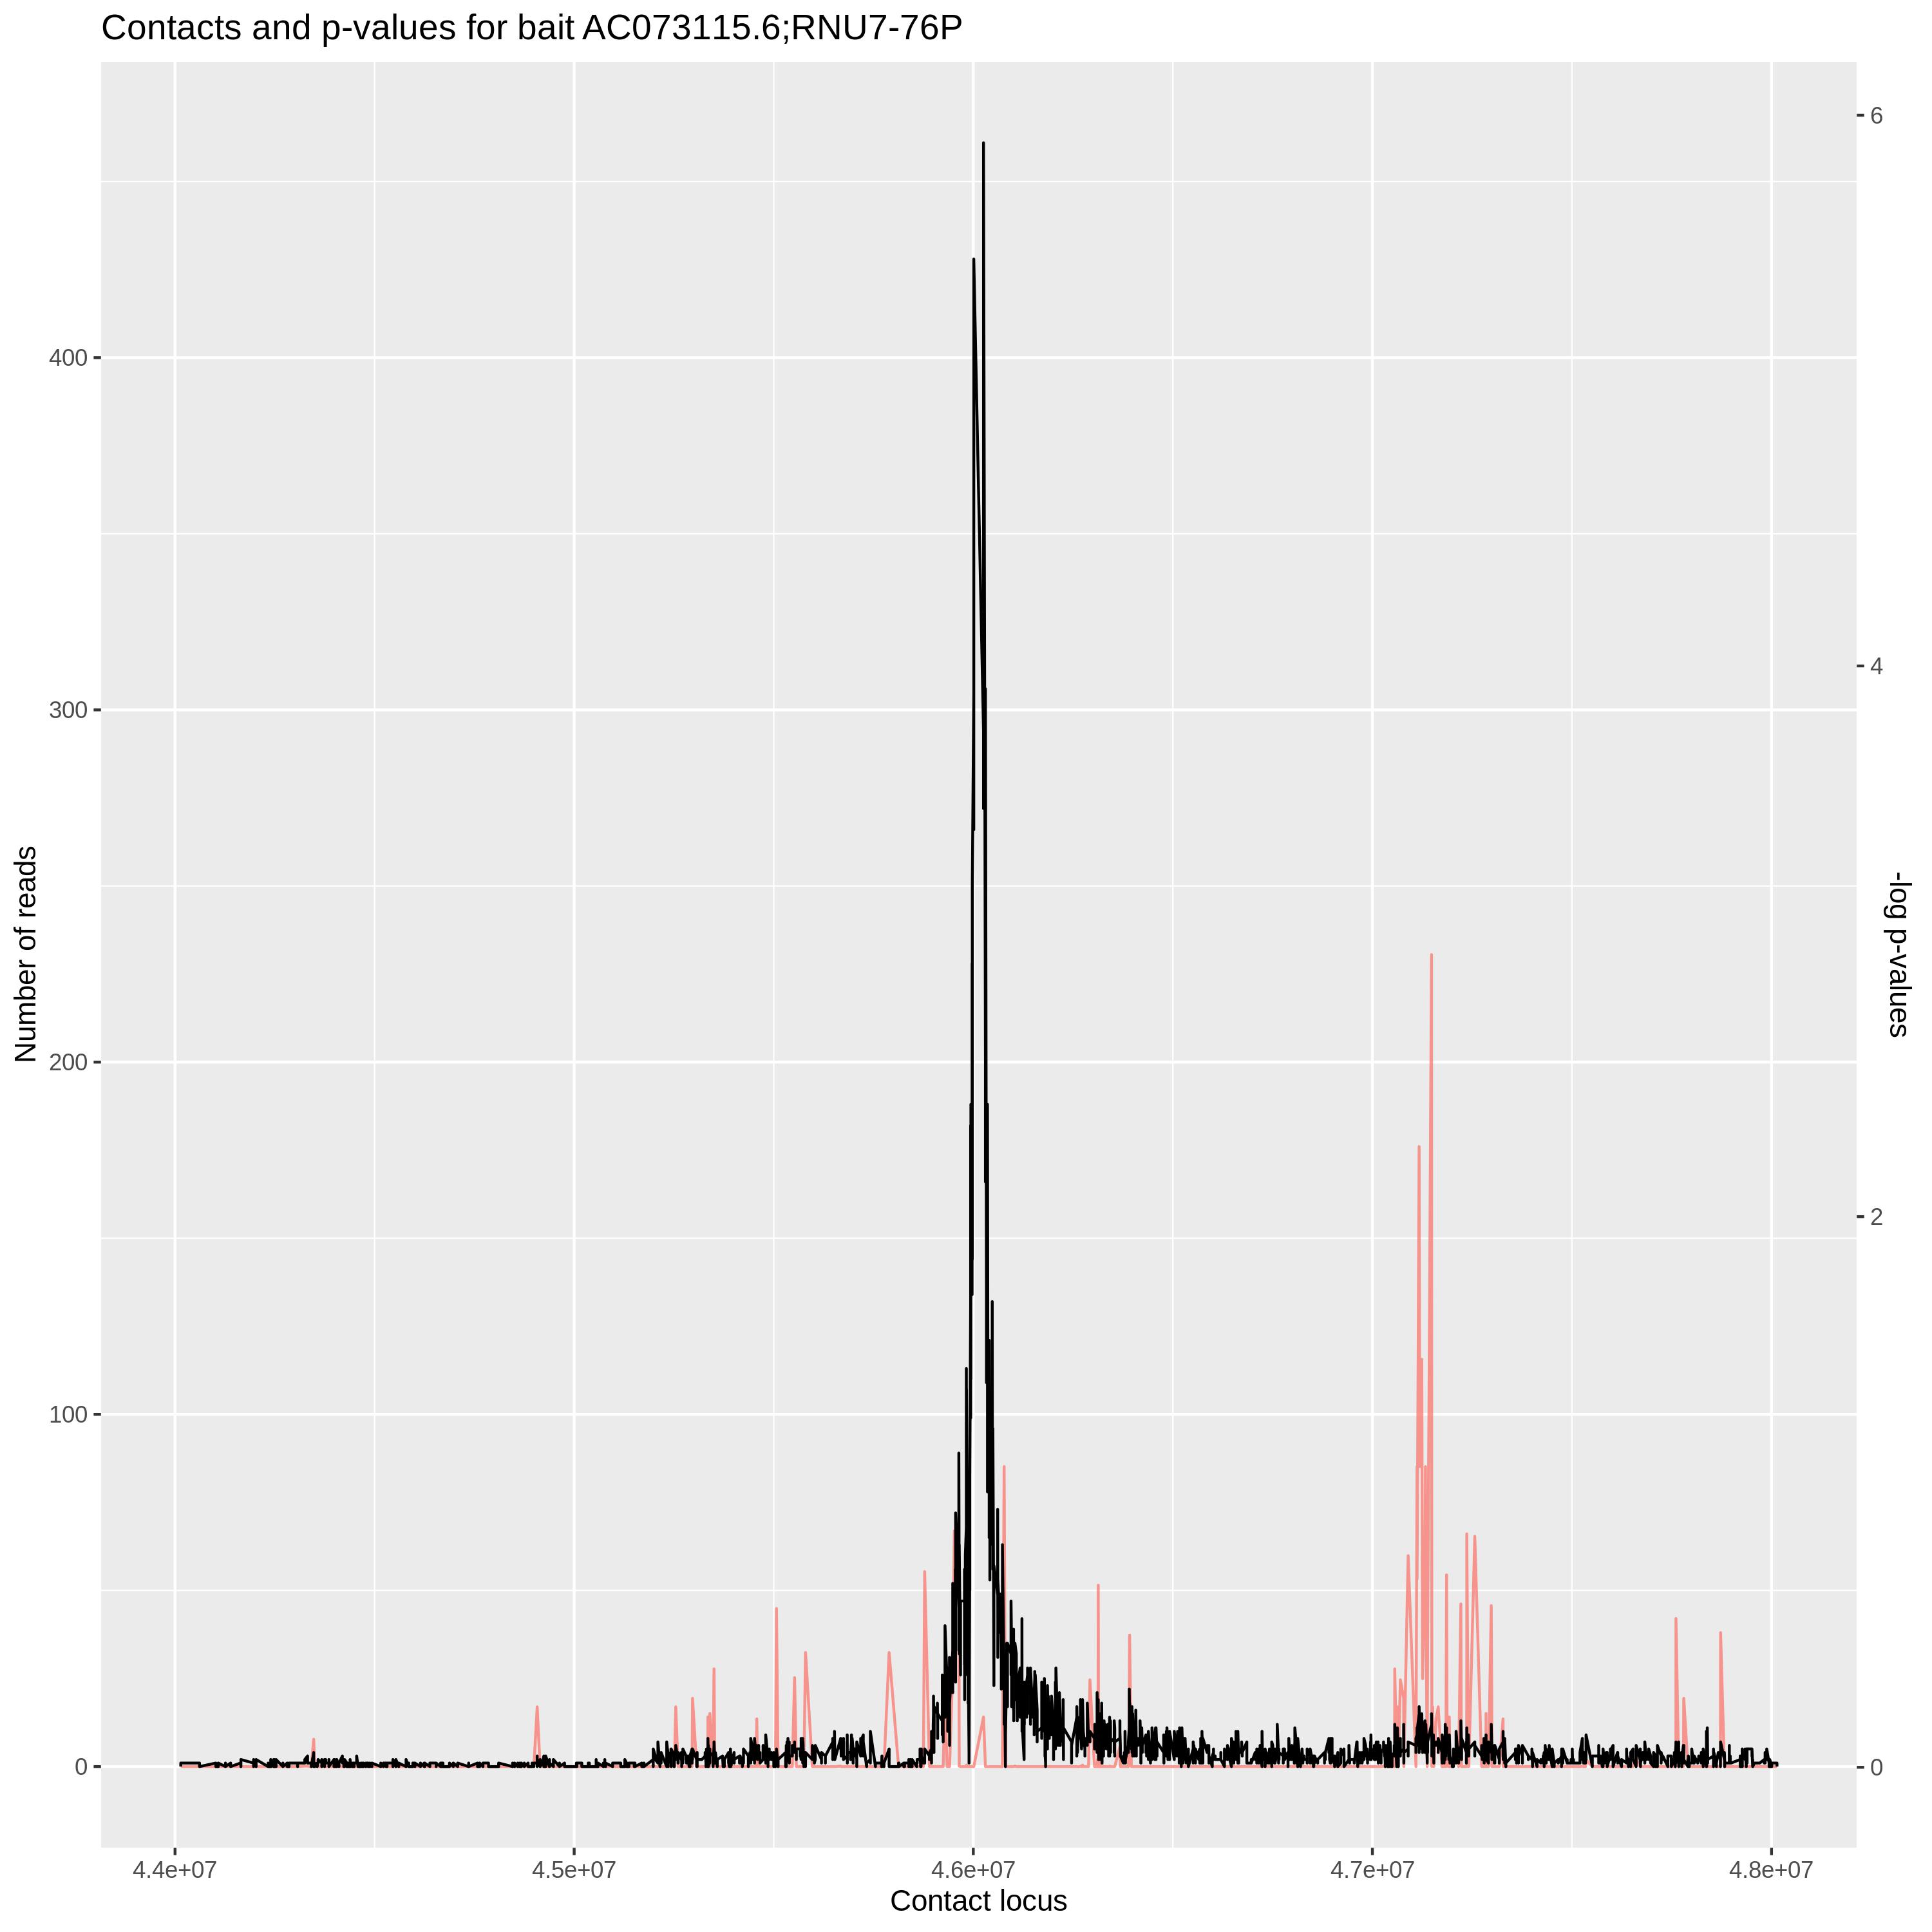 Contacts and p-values for bait AC073115.6;RNU7-76P
6
400
4
300
Number of reads
-log p-values
200
2
100
0
0
4.4e+07
4.5e+07
4.6e+07
4.7e+07
4.8e+07
Contact locus